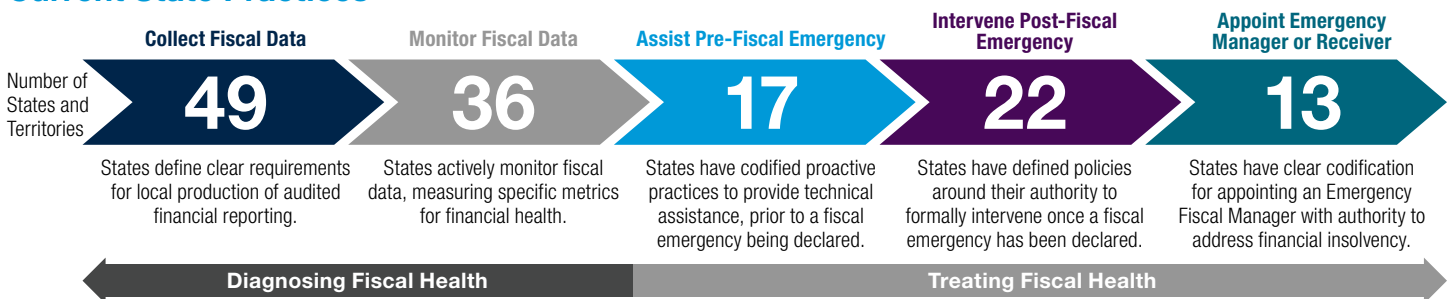 Collect Fiscal Data
Monitor Fiscal Data
Assist Pre-Fiscal Emergency
Intervene Post-Fiscal
Emergency
Appoint Emergency
Manager or Receiver
Number of
States and
Territories
49
36
17
22
13
States define clear requirements
for local production of audited
financial reporting.
States actively monitor fiscal
data, measuring specific metrics
for financial health.
States have codified proactive
practices to provide technical
assistance, prior to a fiscal
emergency being declared.
States have defined policies
around their authority to
formally intervene once a fiscal
emergency has been declared.
States have clear codification
for appointing an Emergency
Fiscal Manager with authority to
address financial insolvency.
Diagnosing Fiscal Health
Treating Fiscal Health